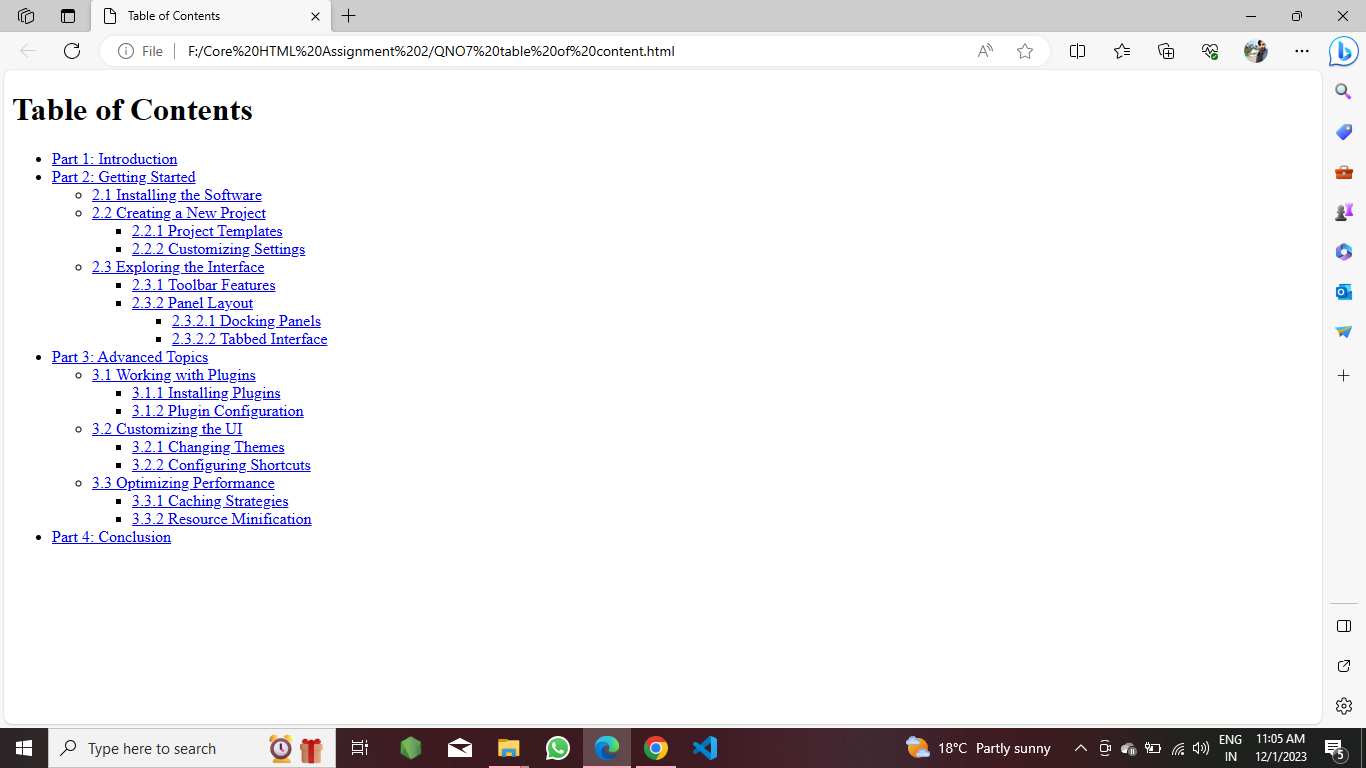 Table of Contents
File
F:/Core%20HTML%20Assignment%202/QNO7%20table%20of%20content.html
Table of Contents
Part 1: Introduction
Part 2: Getting Started
2.1 Installing the Software
2.2 Creating a New Project
2.2.1 Project Templates
2.2.2 Customizing Settings
2.3 Exploring the Interface
2.3.1 Toolbar Features
2.3.2 Panel Layout
2.3.2.1 Docking Panels
2.3.2.2 Tabbed Interface
Part 3: Advanced Topics
3.1 Working with Plugins
3.1.1 Installing Plugins
3.1.2 Plugin Configuration
3.2 Customizing the UI
3.2.1 Changing Themes
3.2.2 Configuring Shortcuts
3.3 Optimizing Performance
3.3.1 Caching Strategies
3.3.2 Resource Minification
Part 4: Conclusion
Type here to search
18°C Partly sunny
ENG
IN
11:05 AM
12/1/2023
5